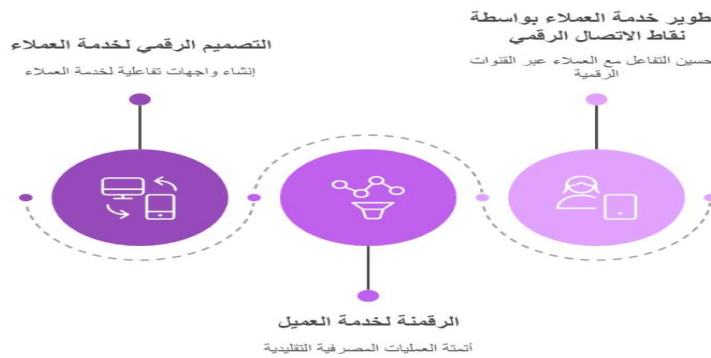 طوير خدمة العملاء بواسطة
نقاط الاتصال الرقمي
حسين التفاعل مع العملاء عبر القنوات
الرقمية
التصميم الرقمي لخدمة العملاء
إنشاء واجهات تفاعلية لخدمة العملاء
الرقمنة لخدمة العميل
أتمتة العمليات المصرفية التقليدية